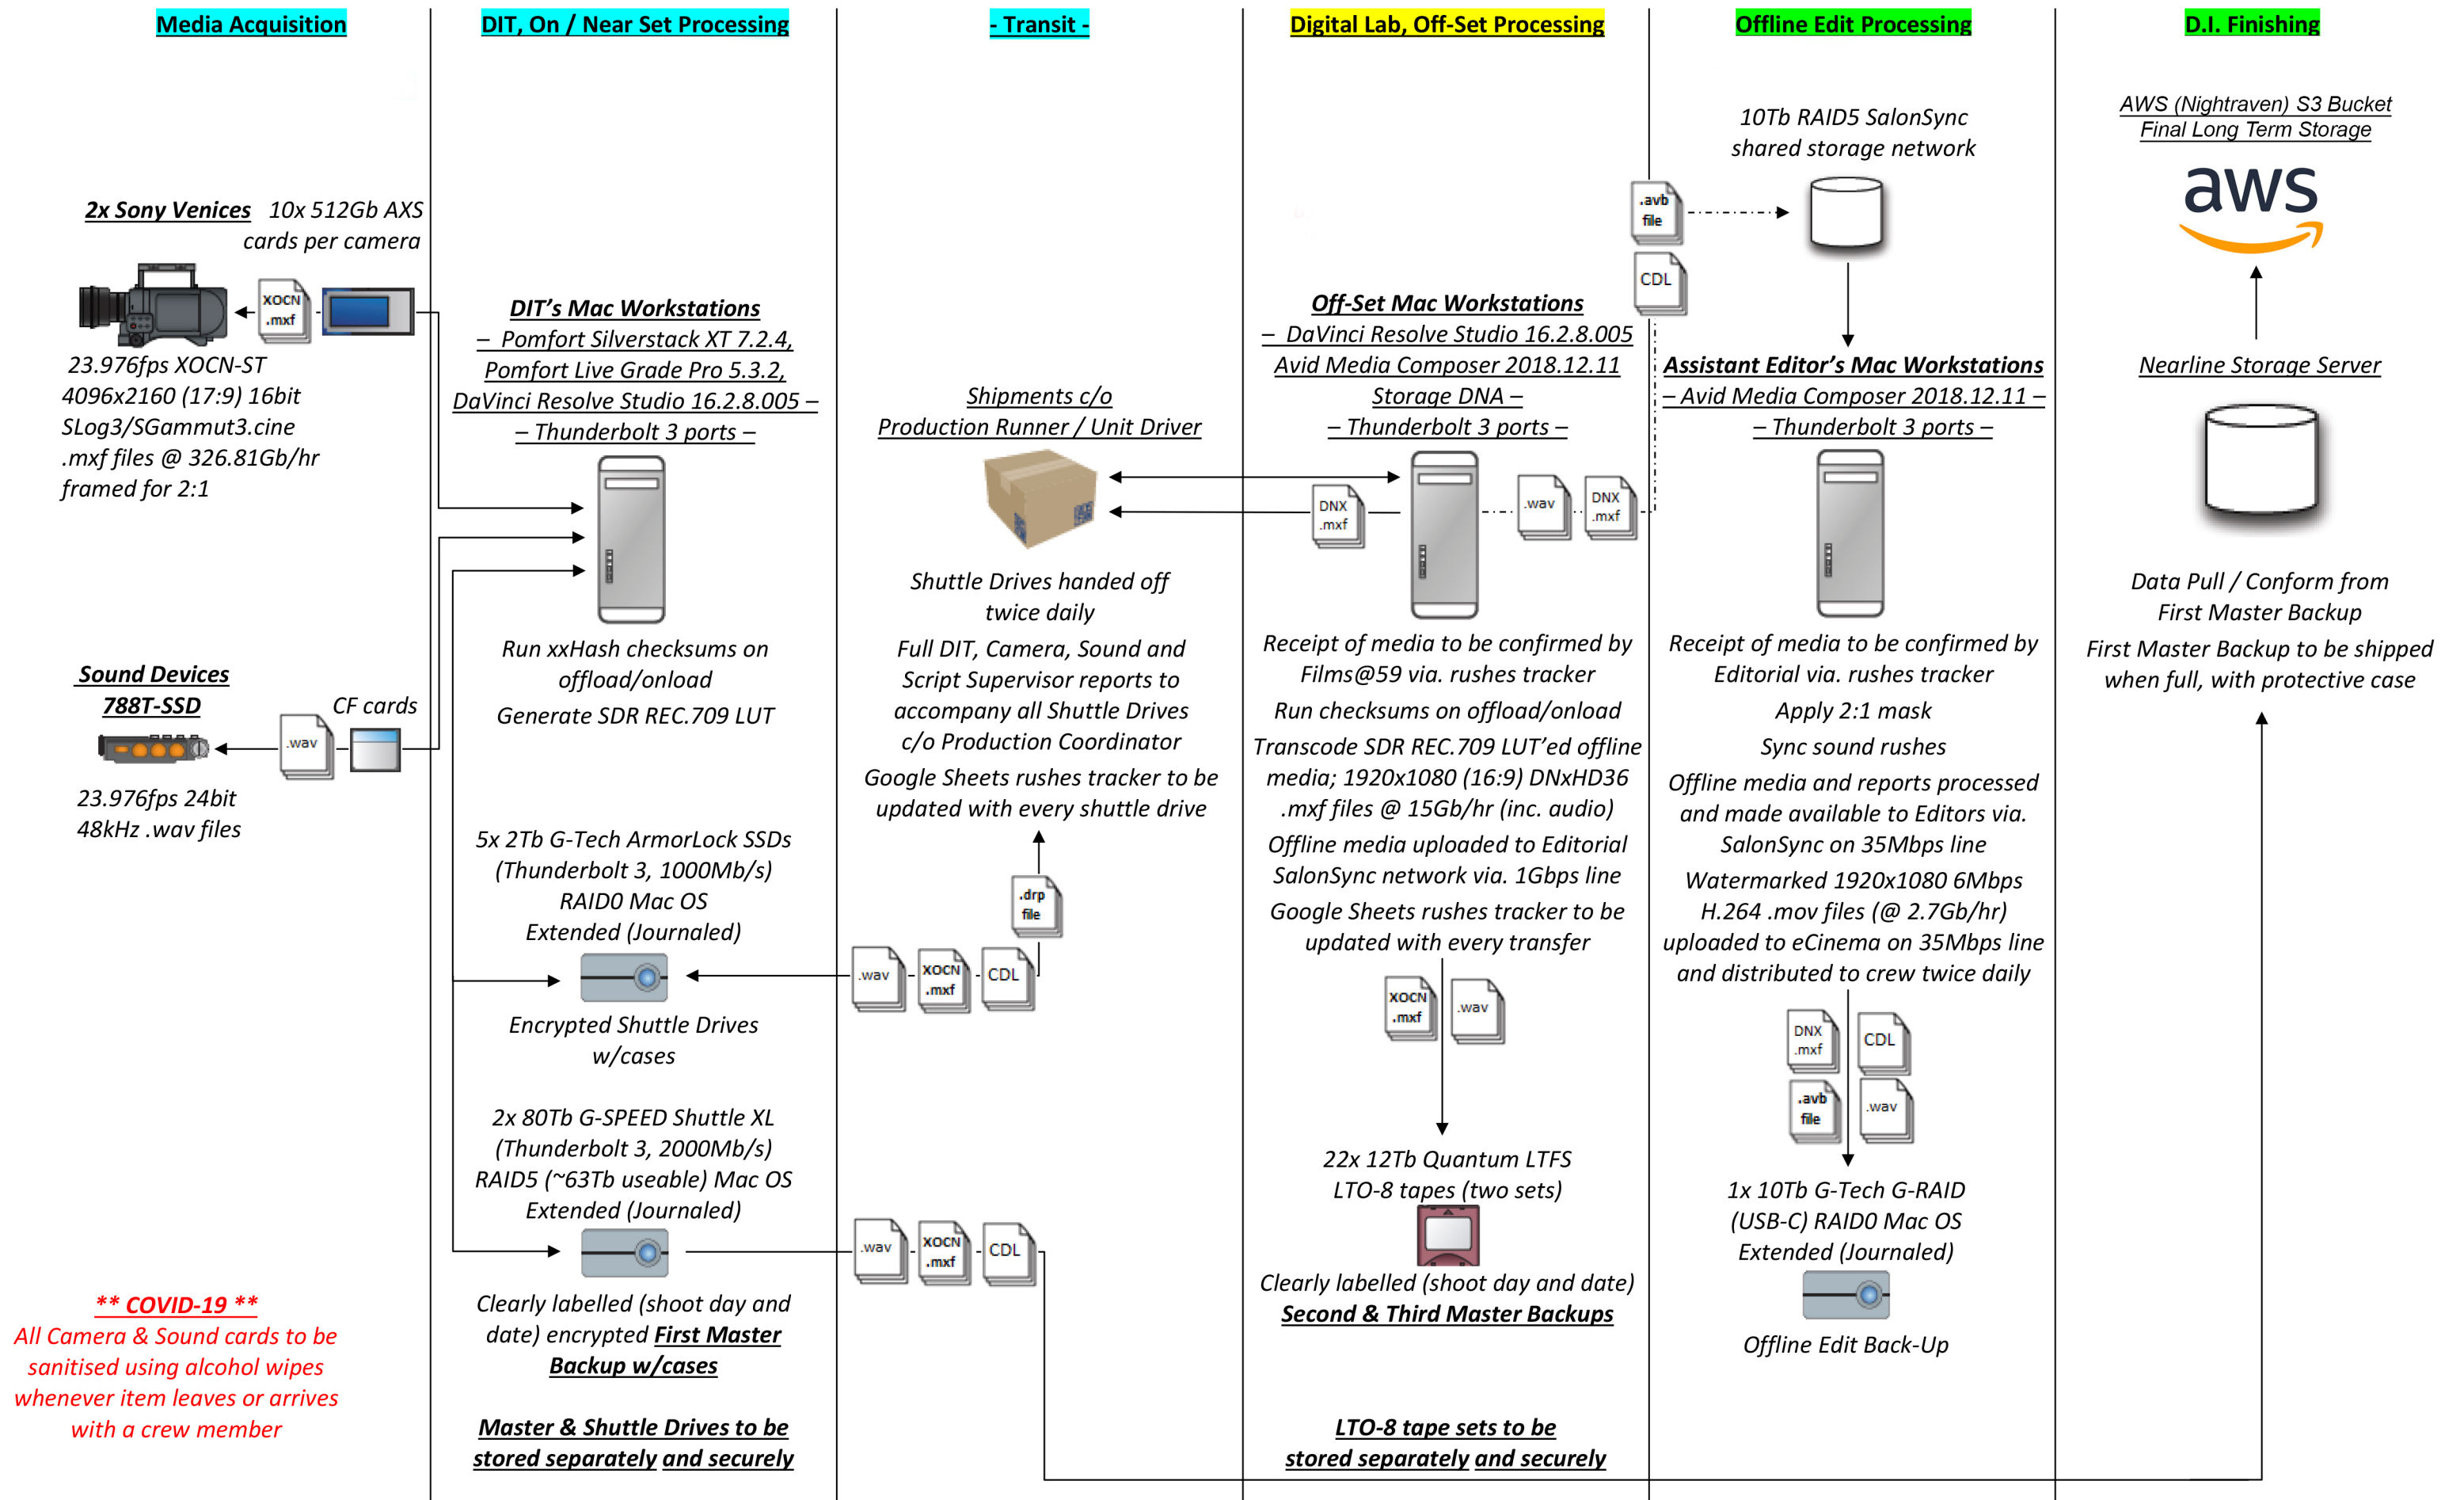 Media Acquisition
2x Sony Venices 10x 512Gb AXS
cards per camera
XOCN
.mxf
23.976fps XOCN-ST
4096x2160 (17:9) 16bit
SLog3/SGammut3.cine
.mxf files @ 326.81Gb/hr
framed for 2:1
Sound Devices
788T-SSD
CF cards
.wav
23.976fps 24bit
48kHz .wav files
** COVID-19 **
All Camera & Sound cards to be
sanitised using alcohol wipes
whenever item leaves or arrives
with a crew member
DIT, On / Near Set Processing
DIT’s Mac Workstations
– Pomfort Silverstack XT 7.2.4,
Pomfort Live Grade Pro 5.3.2,
DaVinci Resolve Studio 16.2.8.005 –
– Thunderbolt 3 ports –
Run xxHash checksums on
offload/onload
Generate SDR REC.709 LUT
5x 2Tb G-Tech ArmorLock SSDs
(Thunderbolt 3, 1000Mb/s)
RAID0 Mac OS
Extended (Journaled)
Encrypted Shuttle Drives
w/cases
2x 80Tb G-SPEED Shuttle XL
(Thunderbolt 3, 2000Mb/s)
RAID5 (~63Tb useable) Mac OS
Extended (Journaled)
Clearly labelled (shoot day and
date) encrypted First Master
Backup w/cases
Master & Shuttle Drives to be
stored separately and securely
- Transit -
Shipments c/o
Production Runner / Unit Driver
Shuttle Drives handed off
twice daily
Full DIT, Camera, Sound and
Script Supervisor reports to
accompany all Shuttle Drives
c/o Production Coordinator
Google Sheets rushes tracker to be
updated with every shuttle drive
.drp
file
.wav
XOCN
.mxf
CDL
.wav
XOCN
.mxf
CDL
Digital Lab, Off-Set Processing
Off-Set Mac Workstations
– DaVinci Resolve Studio 16.2.8.005
Avid Media Composer 2018.12.11
Storage DNA –
– Thunderbolt 3 ports –
DNX
.mxf
.wav
DNX
.mxf
.avb
file
CDL
Receipt of media to be confirmed by
Films@59 via. rushes tracker
Run checksums on offload/onload
Transcode SDR REC.709 LUT’ed offline
media; 1920x1080 (16:9) DNxHD36
.mxf files @ 15Gb/hr (inc. audio)
Offline media uploaded to Editorial
SalonSync network via. 1Gbps line
Google Sheets rushes tracker to be
updated with every transfer
XOCN
.mxf
.wav
22x 12Tb Quantum LTFS
LTO-8 tapes (two sets)
Clearly labelled (shoot day and date)
Second & Third Master Backups
LTO-8 tape sets to be
stored separately and securely
Offline Edit Processing
10Tb RAID5 SalonSync
shared storage network
Assistant Editor’s Mac Workstations
– Avid Media Composer 2018.12.11 –
– Thunderbolt 3 ports –
Receipt of media to be confirmed by
Editorial via. rushes tracker
Apply 2:1 mask
Sync sound rushes
Offline media and reports processed
and made available to Editors via.
SalonSync on 35Mbps line
Watermarked 1920x1080 6Mbps
H.264 .mov files (@ 2.7Gb/hr)
uploaded to eCinema on 35Mbps line
and distributed to crew twice daily
DNX
.mxf
CDL
.avb
file
.wav
1x 10Tb G-Tech G-RAID
(USB-C) RAID0 Mac OS
Extended (Journaled)
Offline Edit Back-Up
D.I. Finishing
AWS (Nightraven) S3 Bucket
Final Long Term Storage
aws
Nearline Storage Server
Data Pull / Conform from
First Master Backup
First Master Backup to be shipped
when full, with protective case